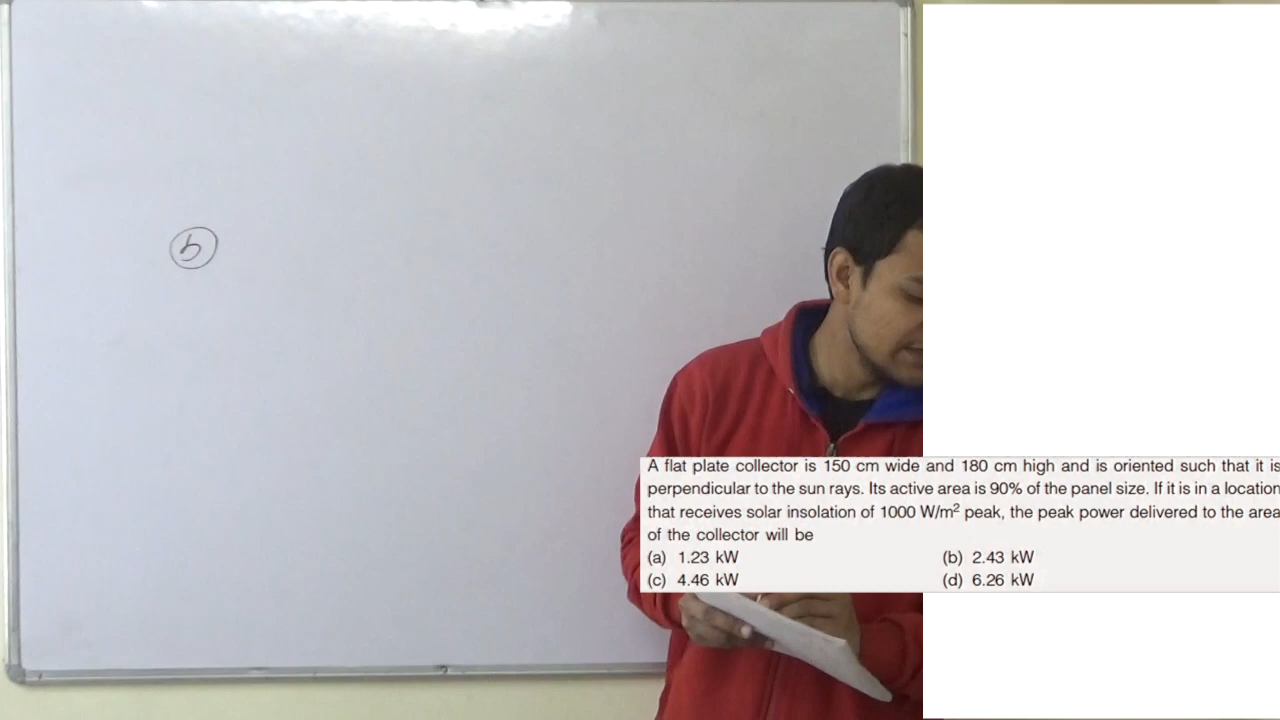 5
A flat plate collector is 150 cm wide and 180 cm high and is oriented such that it is
perpendicular to the sun rays. Its active area is 90% of the panel size. If it is in a location
that receives solar insolation of 1000 W/m² peak, the peak power delivered to the area
of the collector will be
(a) 1.23 kW (b) 2.43 kW
(c) 4.46 kW (d) 6.26 kW